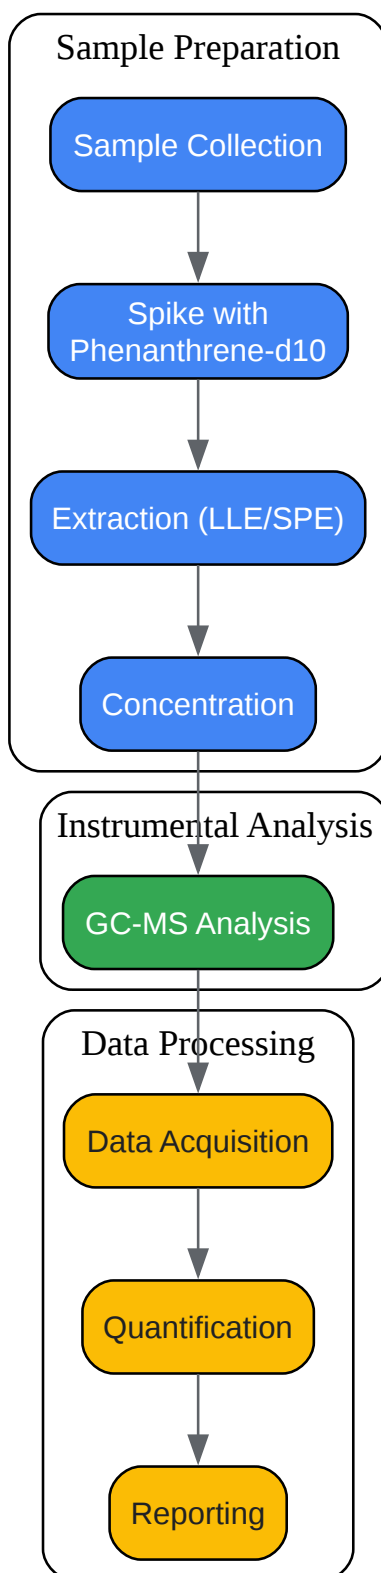 Sample Preparation
Sample Collection
Spike with
Phenanthrene-d10
Extraction (LLE/SPE)
Concentration
Instrumental Analysis
GC-MS Analysis
Data Processing
Data Acquisition
Quantification
Reporting